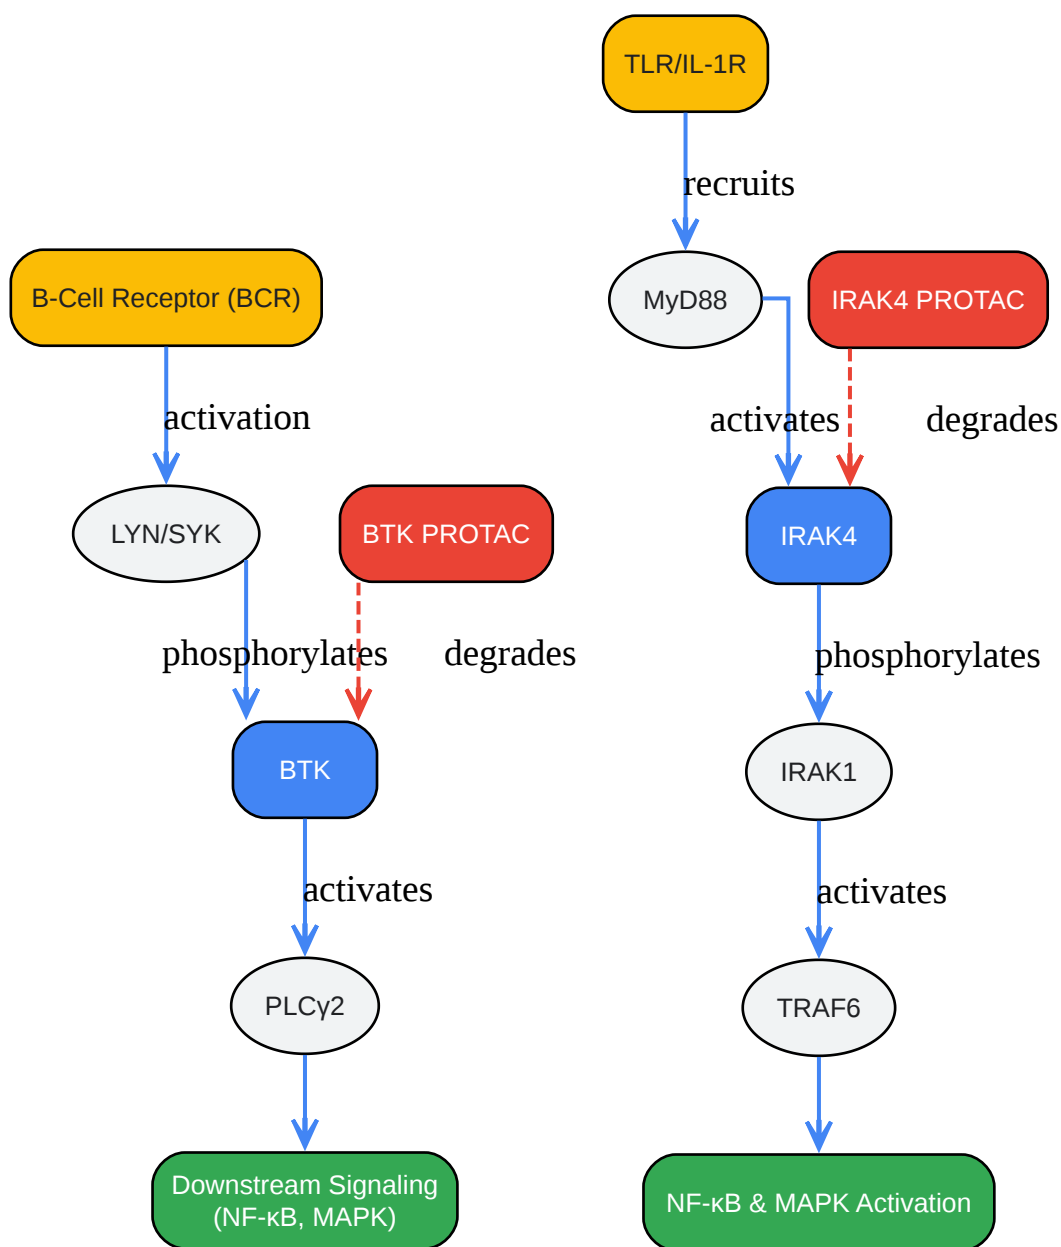 TLR/IL-1R
recruits
B-Cell Receptor (BCR)
MyD88
IRAK4 PROTAC
activation
activates
degrades
LYN/SYK
BTK PROTAC
IRAK4
phosphorylates
degrades
phosphorylates
BTK
IRAK1
activates
activates
PLCγ2
TRAF6
Downstream Signaling
(NF-κB, MAPK)
NF-κB & MAPK Activation